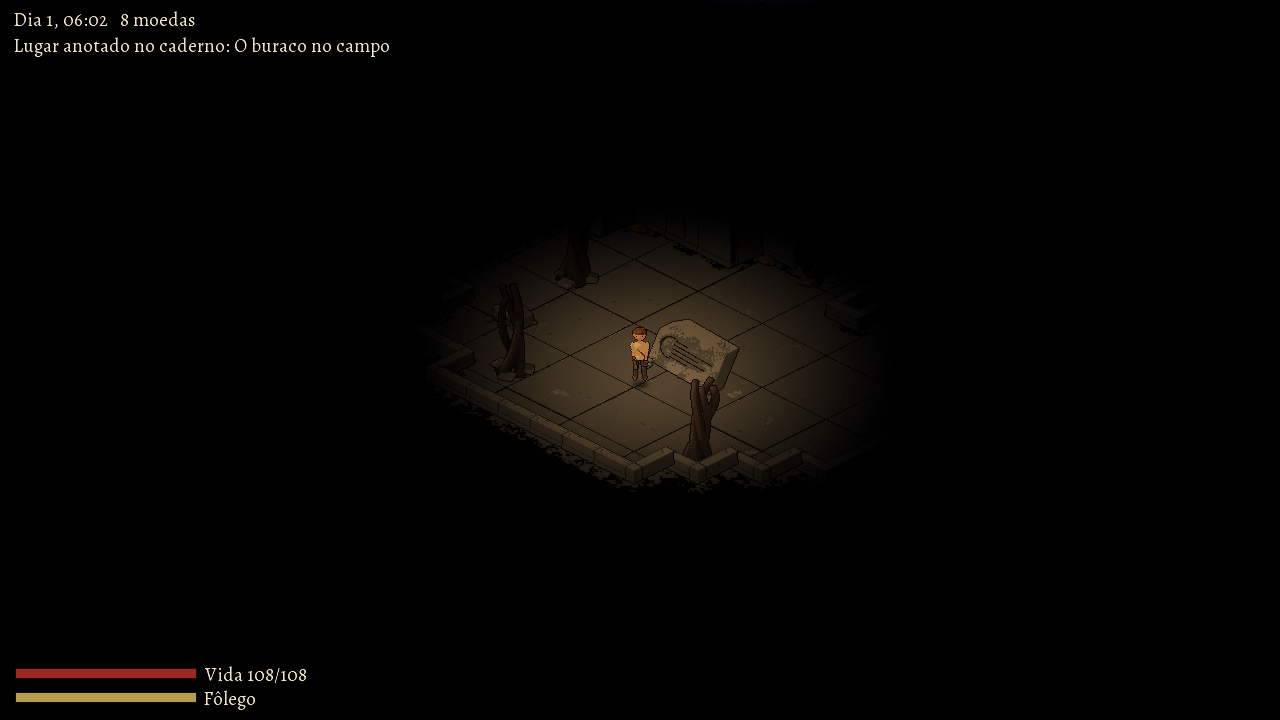 Dia 1, 06:02 8 moedas
Lugar anotado no caderno: O buraco no campo
Vida 108/108
Fôlego